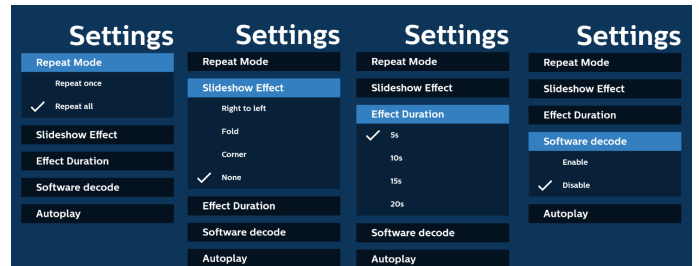 Settings
Repeat Mode
Repeat once
Repeat all
Slideshow Effect
Effect Duration
Software decode
Autoplay
Settings
Repeat Mode
Slideshow Effect
Right to left
Fold
Corner
None
Effect Duration
Software decode
Autoplay
Settings
Repeat Mode
Slideshow Effect
Effect Duration
5s
10s
15s
20s
Software decode
Autoplay
Settings
Repeat Mode
Slideshow Effect
Effect Duration
Software decode
Enable
Disable
Autoplay